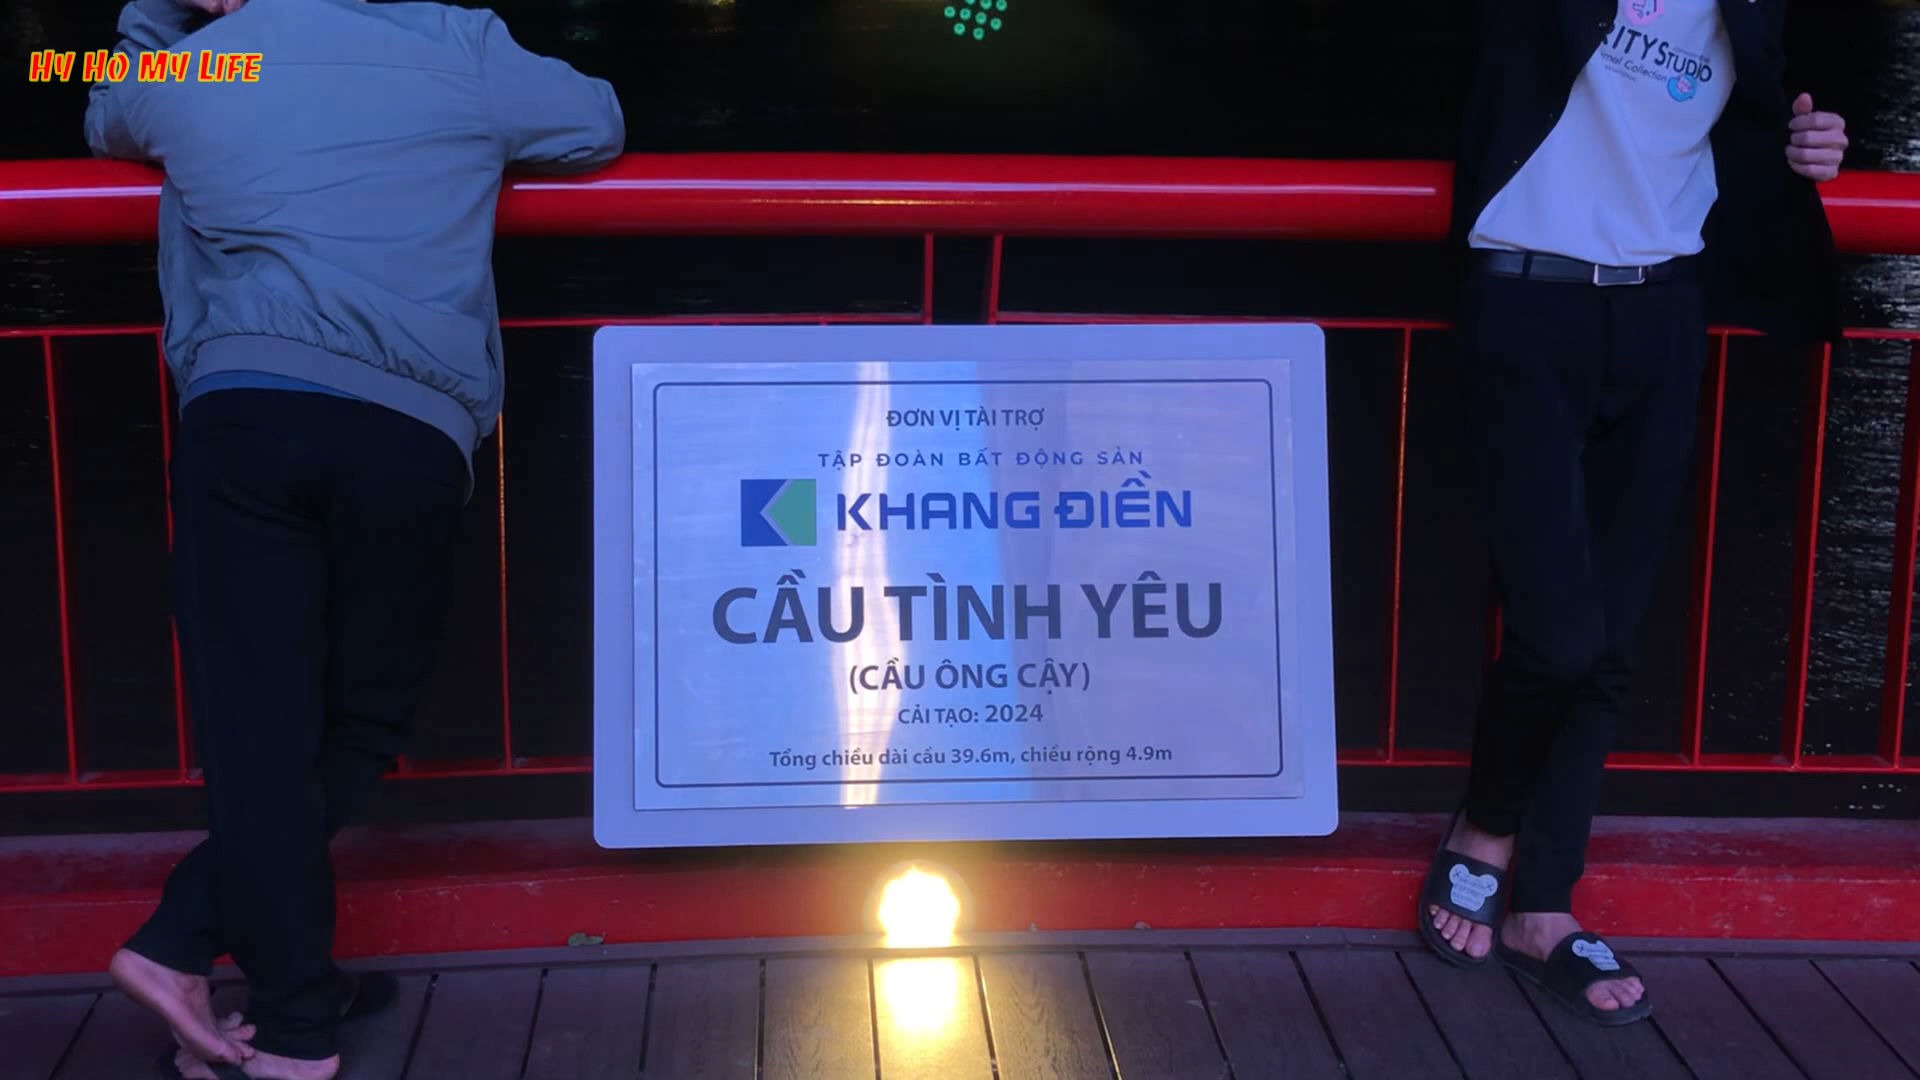 Hy Ho My Life
RITY STUDIO
ĐƠN VỊ TÀI TRỢ
TẬP ĐOÀN BẤT ĐỘNG SẢN
KHANG ĐIỀN
CẦU TÌNH YÊU
(CẦU ÔNG CẬY)
CẢI TẠO: 2024
Tổng chiều dài cầu 39.6m, chiều rộng 4.9m